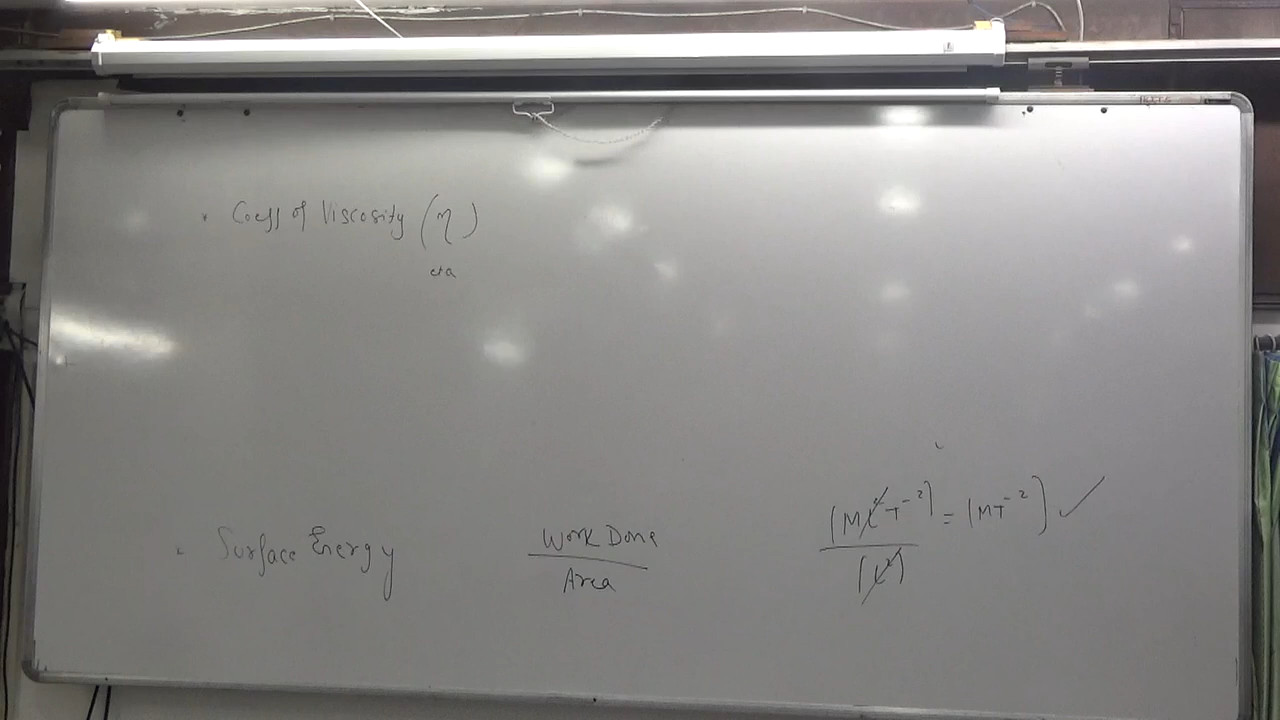 * Coeff of Viscosity (η)
eta
* Surface Energy
Work Done
Area
[ML²T⁻²] = [MT⁻²] ✓
[L²]